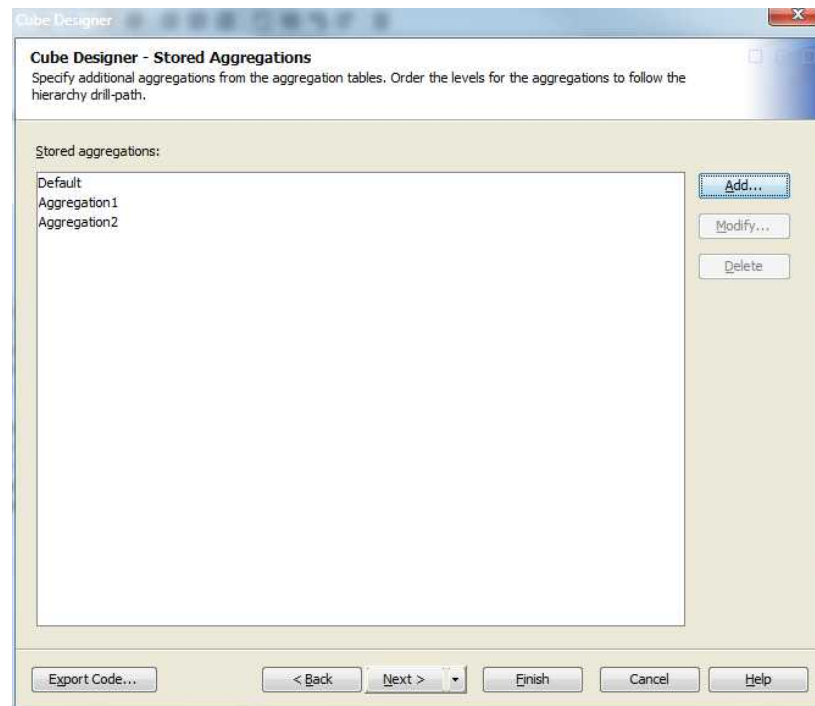 Cube Designer
Cube Designer - Stored Aggregations
Specify additional aggregations from the aggregation tables. Order the levels for the aggregations to follow the
hierarchy drill-path.
Stored aggregations:
Default
Aggregation1
Aggregation2
Add...
Modify...
Delete
Export Code...
< Back
Next >
Finish
Cancel
Help